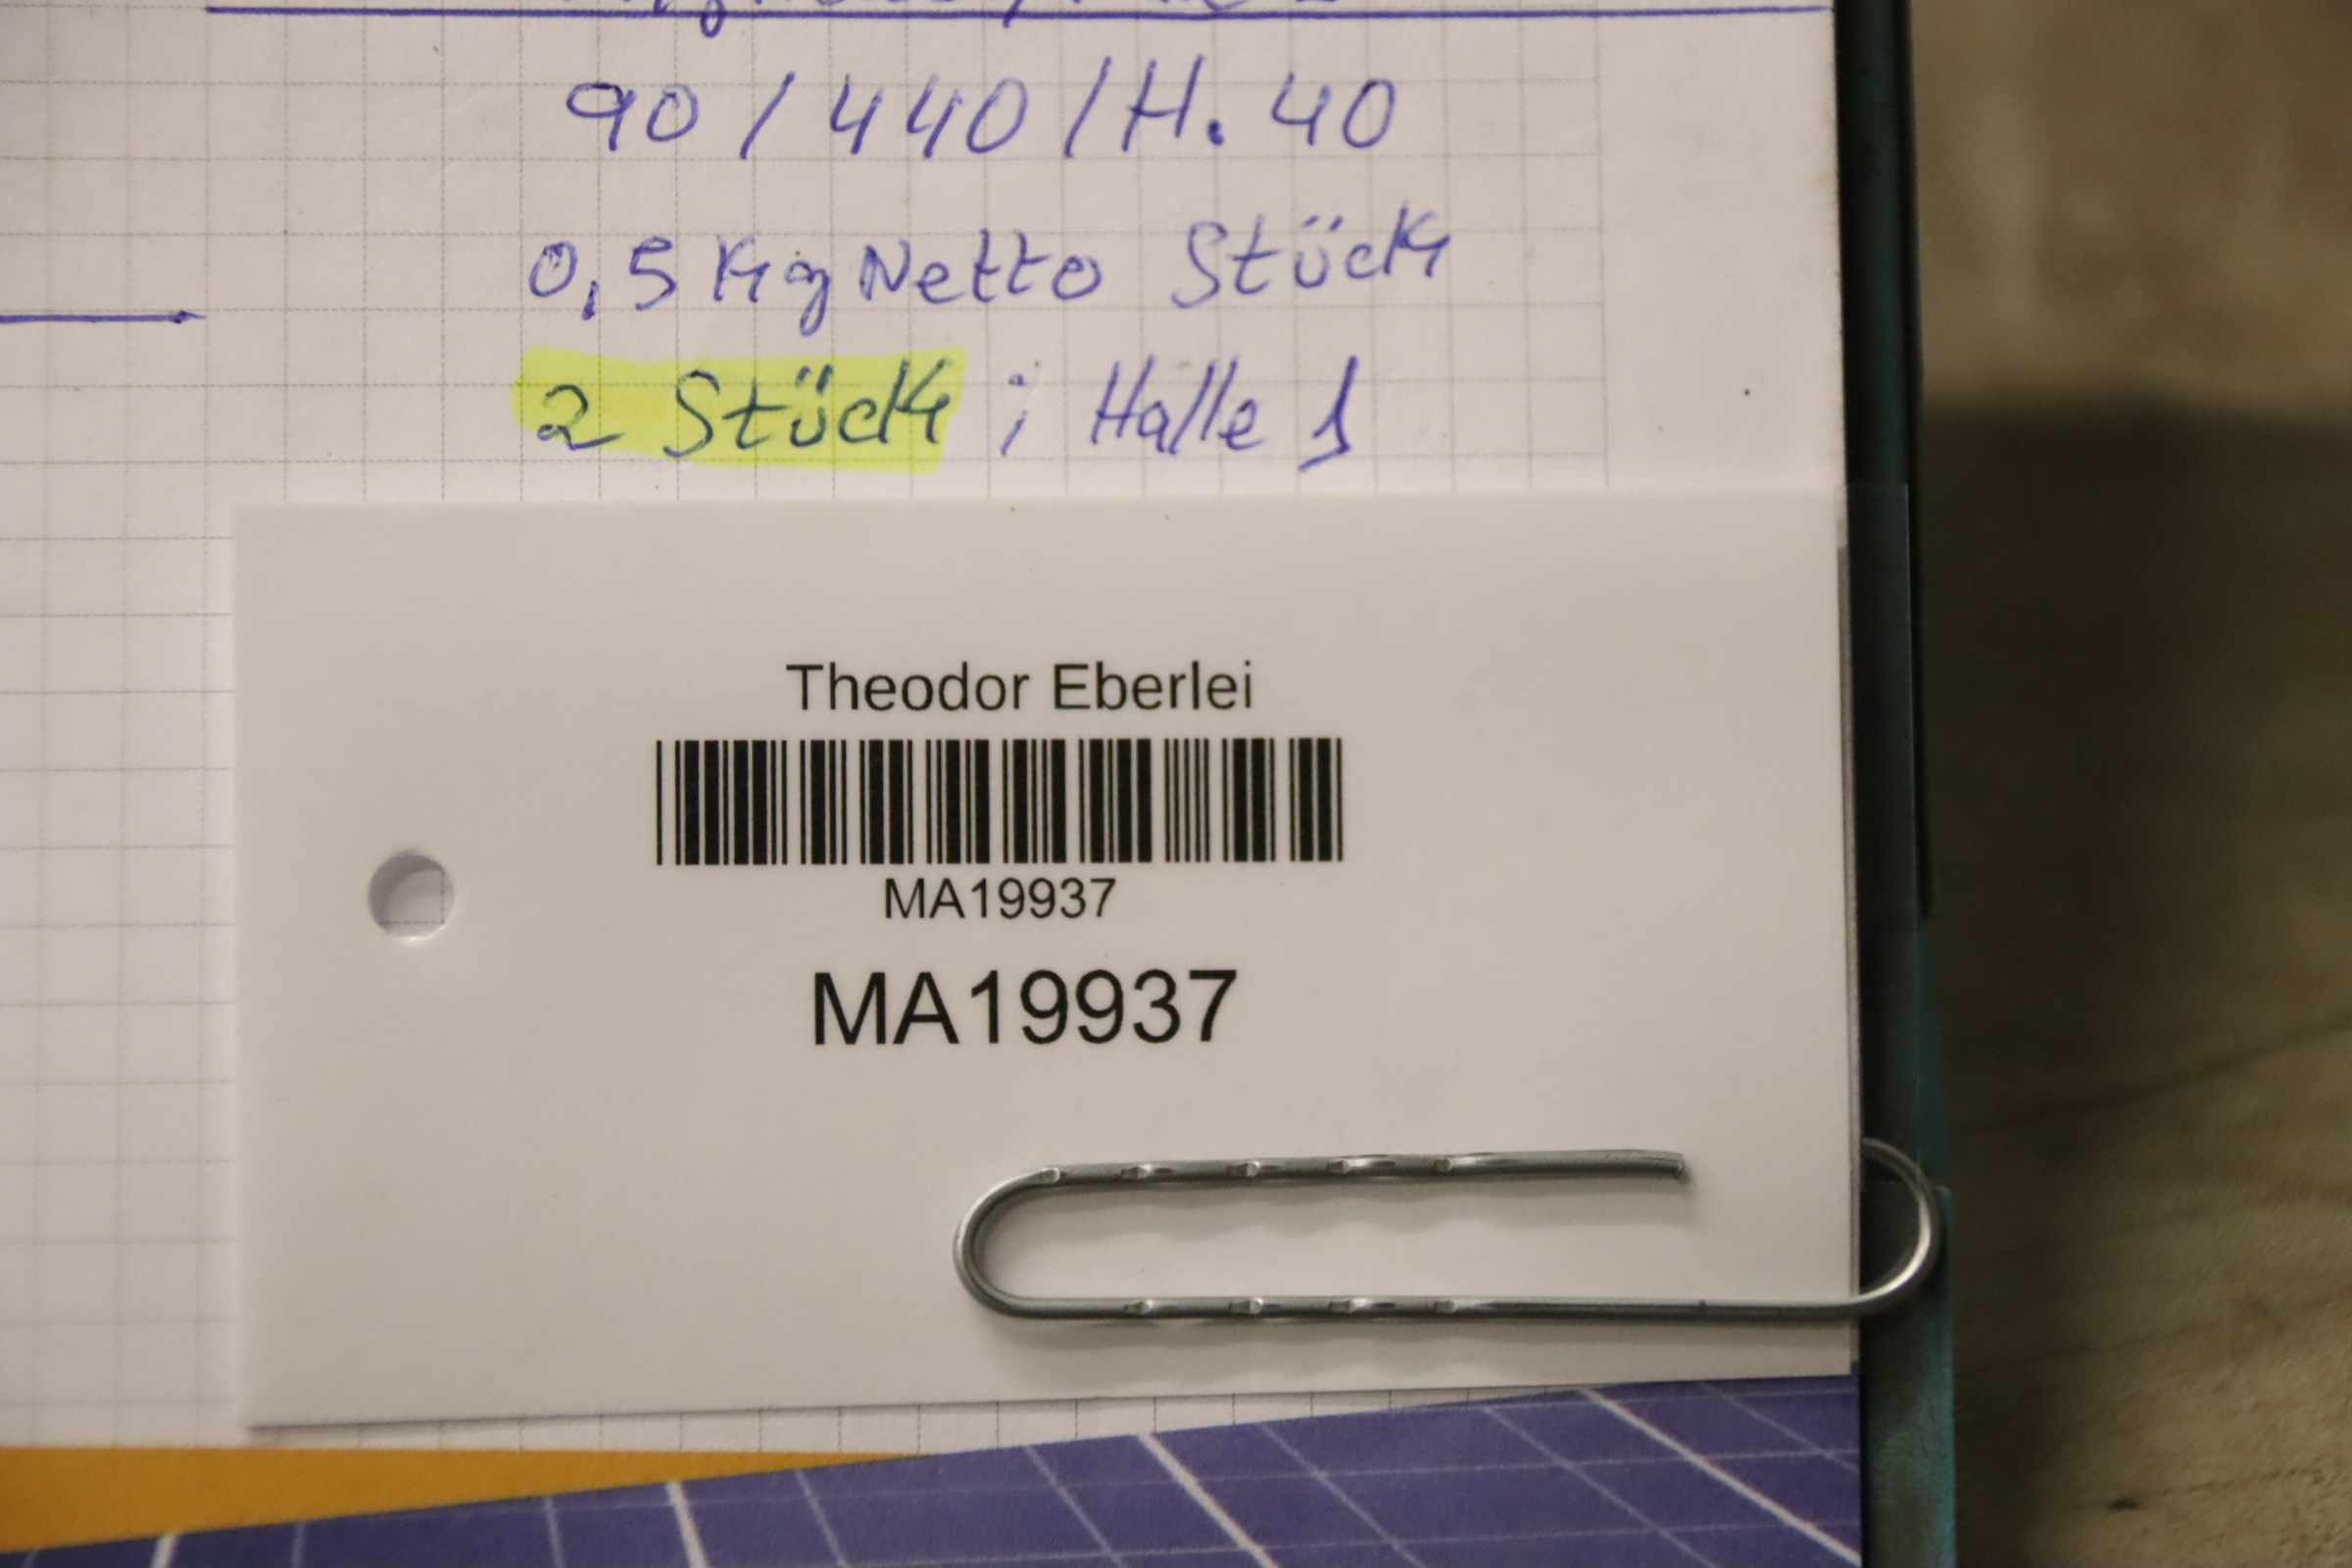 90 / 440 / H. 40
0,5 Kg Netto Stück
2 Stück ; Halle 1
Theodor Eberlei
MA19937
MA19937